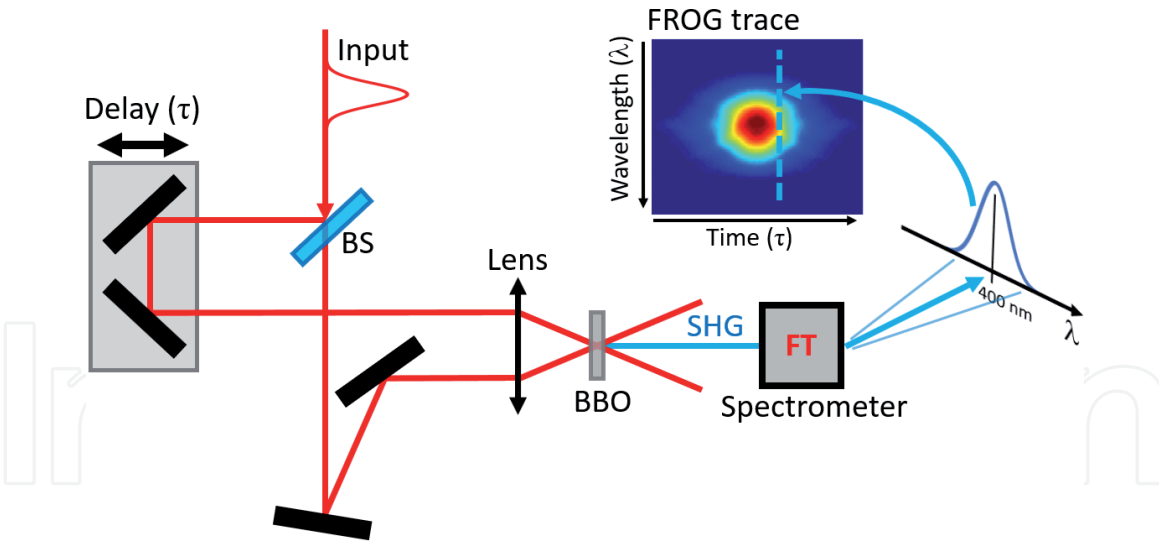 FROG trace
Input
Wavelength (λ)
Delay (τ)
Time (τ)
BS
Lens
400 nm
λ
SHG
FT
BBO
Spectrometer